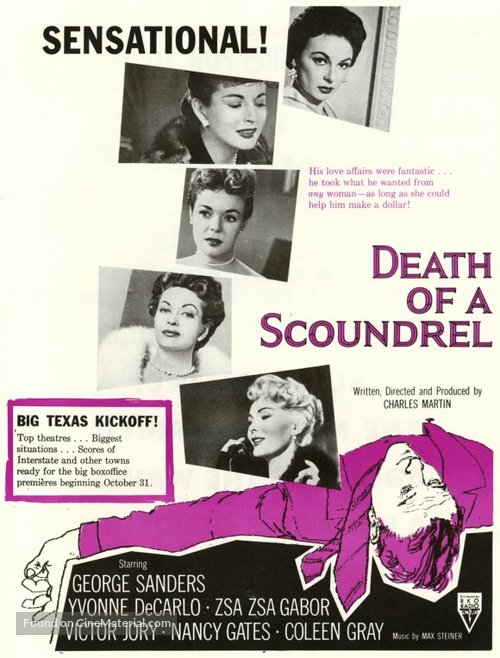 SENSATIONAL!
His love affairs were fantastic . . .
he took what he wanted from
any woman—as long as she could
help him make a dollar!
DEATH
OF A
SCOUNDREL
Written, Directed and Produced by
CHARLES MARTIN
BIG TEXAS KICKOFF!
Top theatres . . . Biggest
situations . . . Scores of
Interstate and other towns
ready for the big boxoffice
premières beginning October 31.
Starring
GEORGE SANDERS
YVONNE DeCARLO · ZSA ZSA GABOR
VICTOR JORY · NANCY GATES · COLEEN GRAY
Music by MAX STEINER
RKO
RADIO
Found on CineMaterial.com